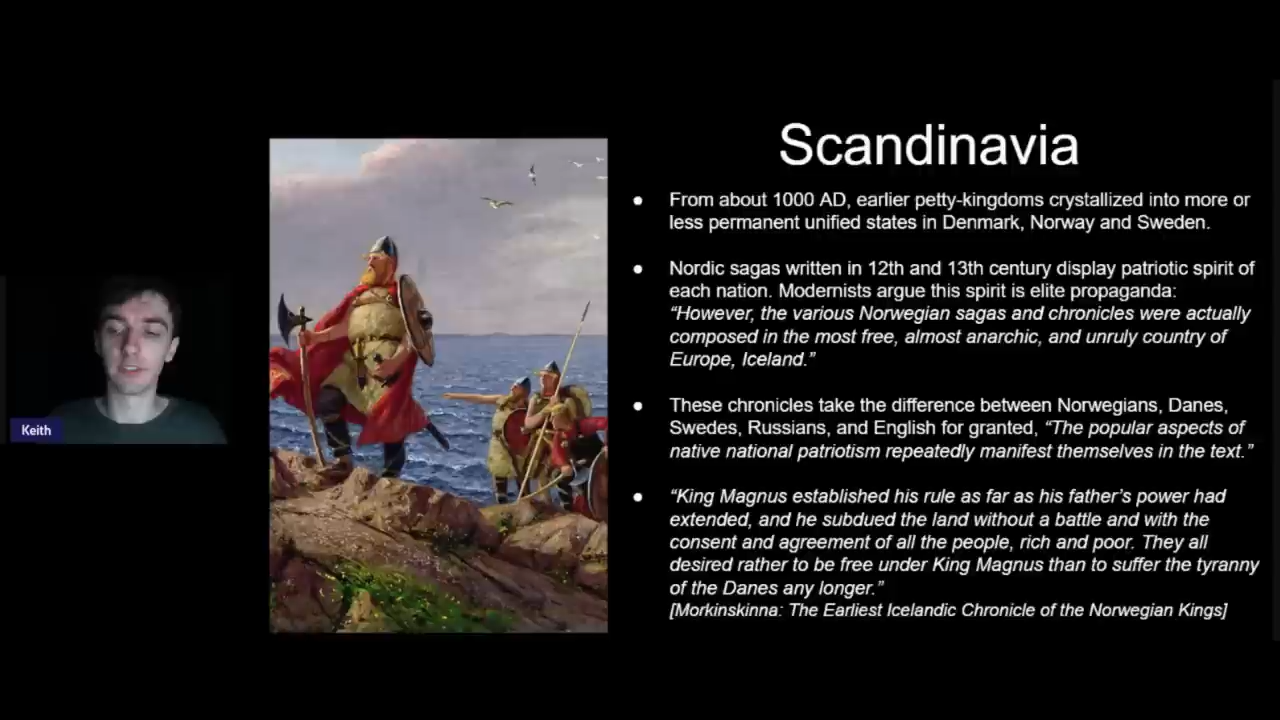 Scandinavia
● From about 1000 AD, earlier petty-kingdoms crystallized into more or
less permanent unified states in Denmark, Norway and Sweden.
● Nordic sagas written in 12th and 13th century display patriotic spirit of
each nation. Modernists argue this spirit is elite propaganda:
“However, the various Norwegian sagas and chronicles were actually
composed in the most free, almost anarchic, and unruly country of
Europe, Iceland.”
● These chronicles take the difference between Norwegians, Danes,
Swedes, Russians, and English for granted, “The popular aspects of
native national patriotism repeatedly manifest themselves in the text.”
● “King Magnus established his rule as far as his father’s power had
extended, and he subdued the land without a battle and with the
consent and agreement of all the people, rich and poor. They all
desired rather to be free under King Magnus than to suffer the tyranny
of the Danes any longer.”
[Morkinskinna: The Earliest Icelandic Chronicle of the Norwegian Kings]
Keith